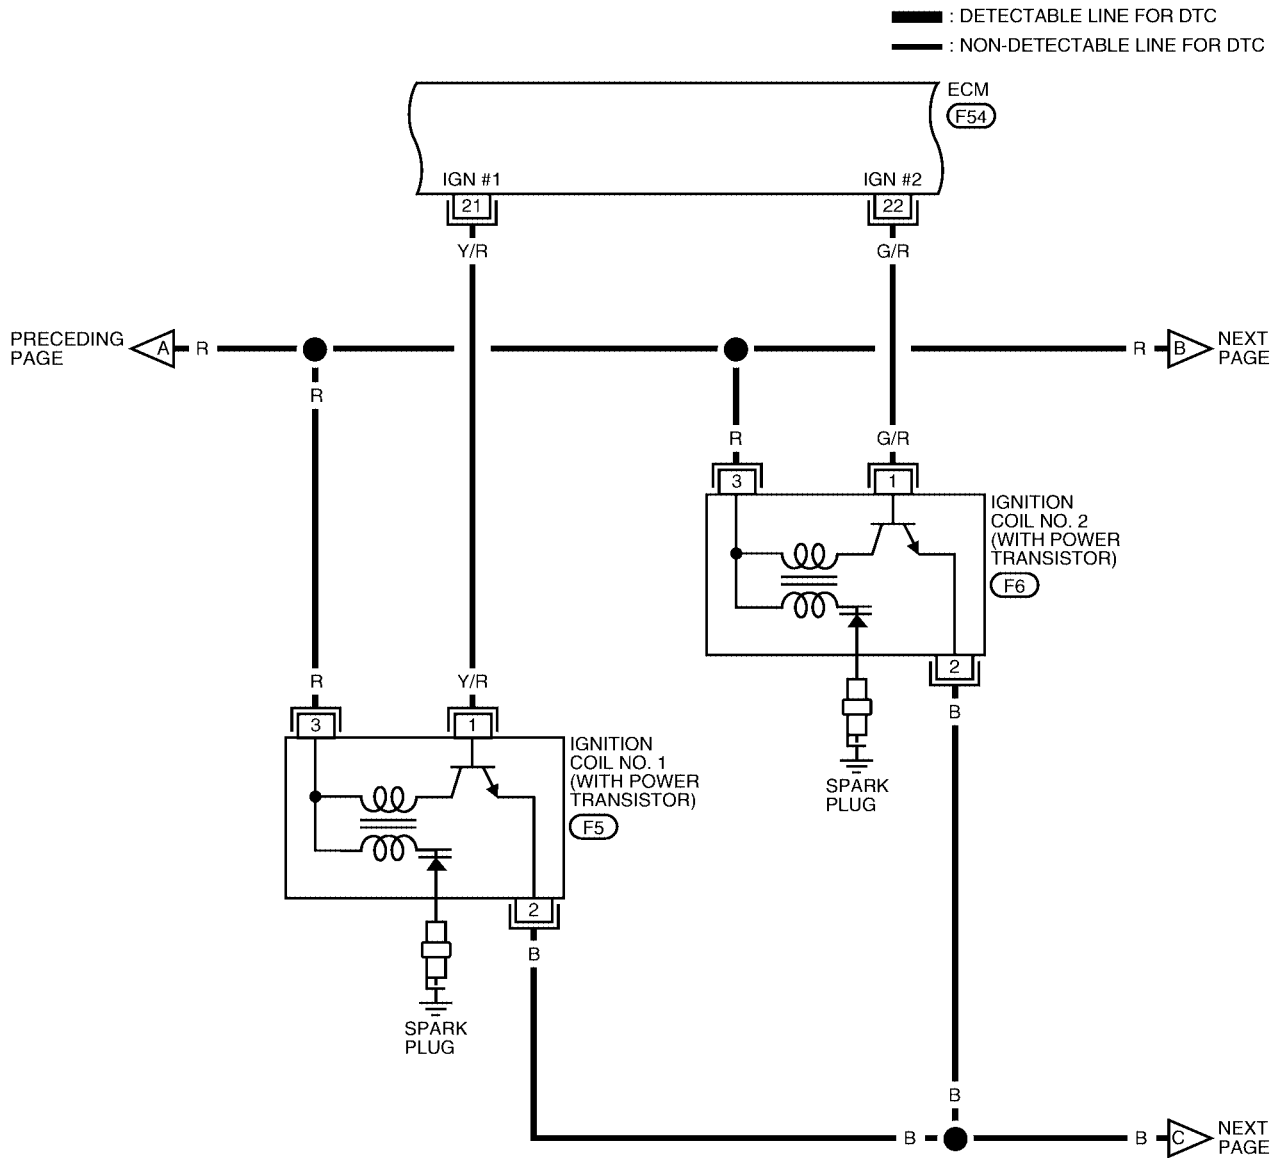 : DETECTABLE LINE FOR DTC
: NON-DETECTABLE LINE FOR DTC
ECM
F54
IGN #1
IGN #2
21
22
Y/R
G/R
PRECEDING
PAGE
A
R
R
B
NEXT
PAGE
R
R
G/R
3
1
IGNITION
COIL NO. 2
(WITH POWER
TRANSISTOR)
F6
2
B
SPARK
PLUG
R
Y/R
3
1
IGNITION
COIL NO. 1
(WITH POWER
TRANSISTOR)
F5
2
B
SPARK
PLUG
B
B
B
C
NEXT
PAGE